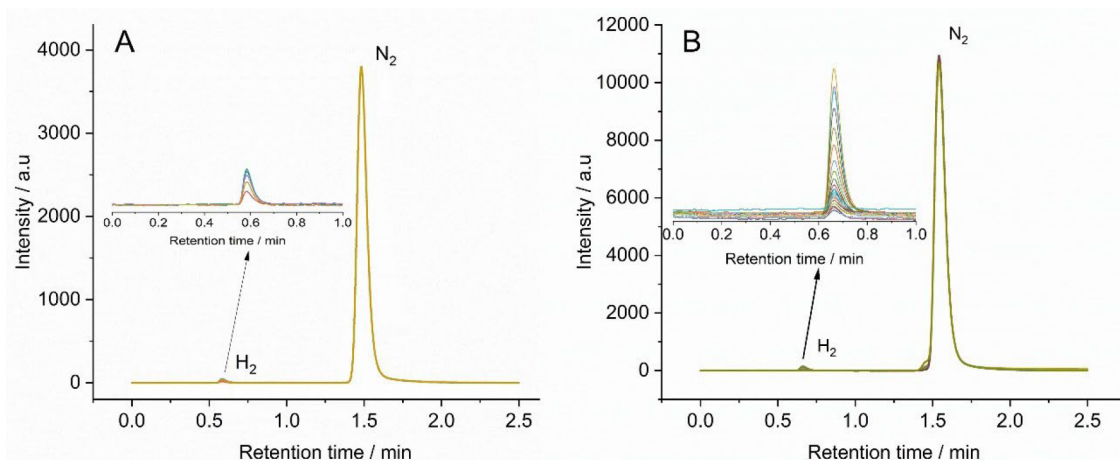 A
N₂
4000
3000
2000
1000
0
Intensity / a.u
0.0 0.2 0.4 0.6 0.8 1.0
Retention time / min
H₂
0.0 0.5 1.0 1.5 2.0 2.5
Retention time / min
B
N₂
12000
10000
8000
6000
4000
2000
0
Intensity / a.u
0.0 0.2 0.4 0.6 0.8 1.0
Retention time / min
H₂
0.0 0.5 1.0 1.5 2.0 2.5
Retention time / min